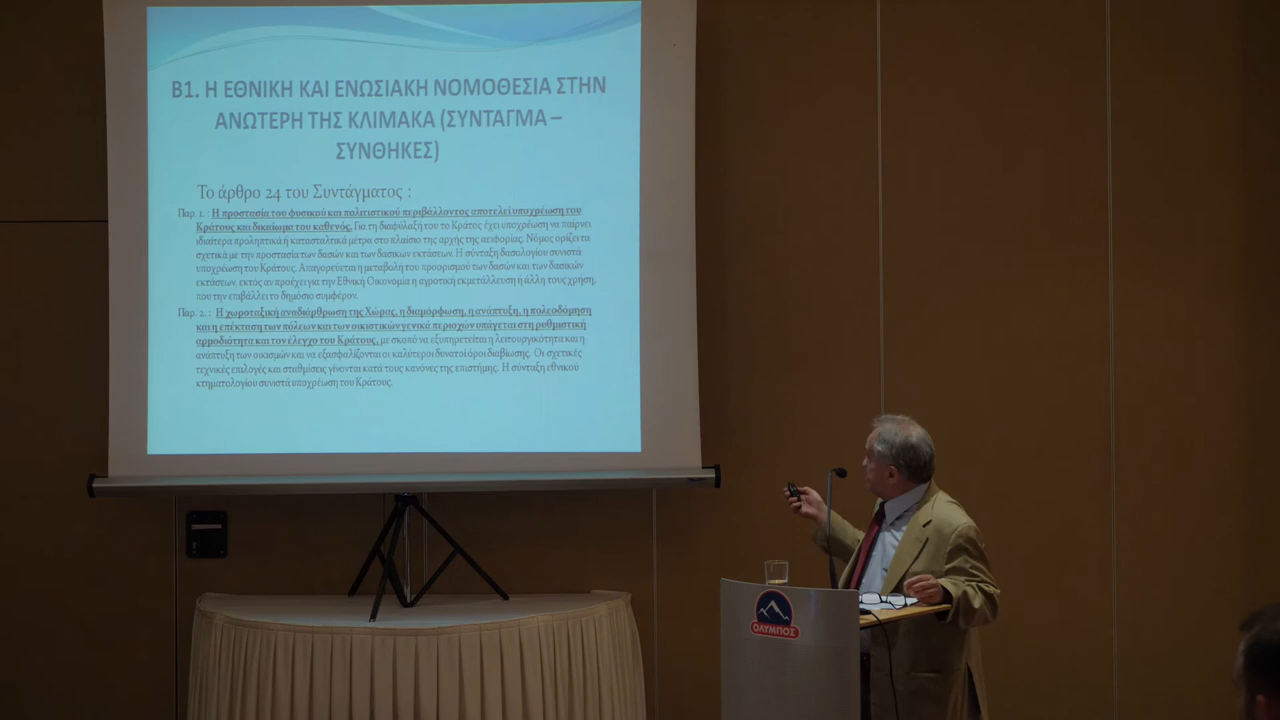 Β1. Η ΕΘΝΙΚΗ ΚΑΙ ΕΝΩΣΙΑΚΗ ΝΟΜΟΘΕΣΙΑ ΣΤΗΝ
ΑΝΩΤΕΡΗ ΤΗΣ ΚΛΙΜΑΚΑ (ΣΥΝΤΑΓΜΑ –
ΣΥΝΘΗΚΕΣ)
Το άρθρο 24 του Συντάγματος :
Παρ. 1. : Η προστασία του φυσικού και πολιτιστικού περιβάλλοντος αποτελεί υποχρέωση του
Κράτους και δικαίωμα του καθενός. Για τη διαφύλαξή του το Κράτος έχει υποχρέωση να παίρνει
ιδιαίτερα προληπτικά ή κατασταλτικά μέτρα στο πλαίσιο της αρχής της αειφορίας. Νόμος ορίζει τα
σχετικά με την προστασία των δασών και των δασικών εκτάσεων. Η σύνταξη δασολογίου συνιστά
υποχρέωση του Κράτους. Απαγορεύεται η μεταβολή του προορισμού των δασών και των δασικών
εκτάσεων, εκτός αν προέχει για την Εθνική Οικονομία η αγροτική εκμετάλλευση ή άλλη τους χρήση,
που την επιβάλλει το δημόσιο συμφέρον.
Παρ. 2. : Η χωροταξική αναδιάρθρωση της Χώρας, η διαμόρφωση, η ανάπτυξη, η πολεοδόμηση
και η επέκταση των πόλεων και των οικιστικών γενικά περιοχών υπάγεται στη ρυθμιστική
αρμοδιότητα και τον έλεγχο του Κράτους, με σκοπό να εξυπηρετείται η λειτουργικότητα και η
ανάπτυξη των οικισμών και να εξασφαλίζονται οι καλύτεροι δυνατοί όροι διαβίωσης. Οι σχετικές
τεχνικές επιλογές και σταθμίσεις γίνονται κατά τους κανόνες της επιστήμης. Η σύνταξη εθνικού
κτηματολογίου συνιστά υποχρέωση του Κράτους.
ΟΛΥΜΠΟΣ